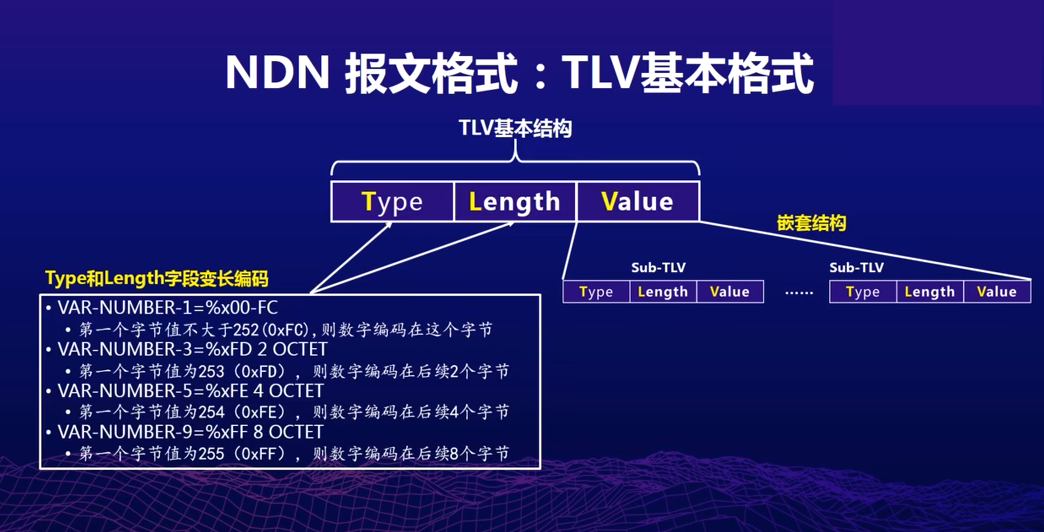 NDN 报文格式：TLV基本格式
TLV基本结构
Type Length Value
嵌套结构
Type和Length字段变长编码
Sub-TLV Sub-TLV
Type Length Value …… Type Length Value
• VAR-NUMBER-1=%x00-FC
• 第一个字节值不大于252(0xFC),则数字编码在这个字节
• VAR-NUMBER-3=%xFD 2 OCTET
• 第一个字节值为253（0xFD），则数字编码在后续2个字节
• VAR-NUMBER-5=%xFE 4 OCTET
• 第一个字节值为254（0xFE），则数字编码在后续4个字节
• VAR-NUMBER-9=%xFF 8 OCTET
• 第一个字节值为255（0xFF），则数字编码在后续8个字节